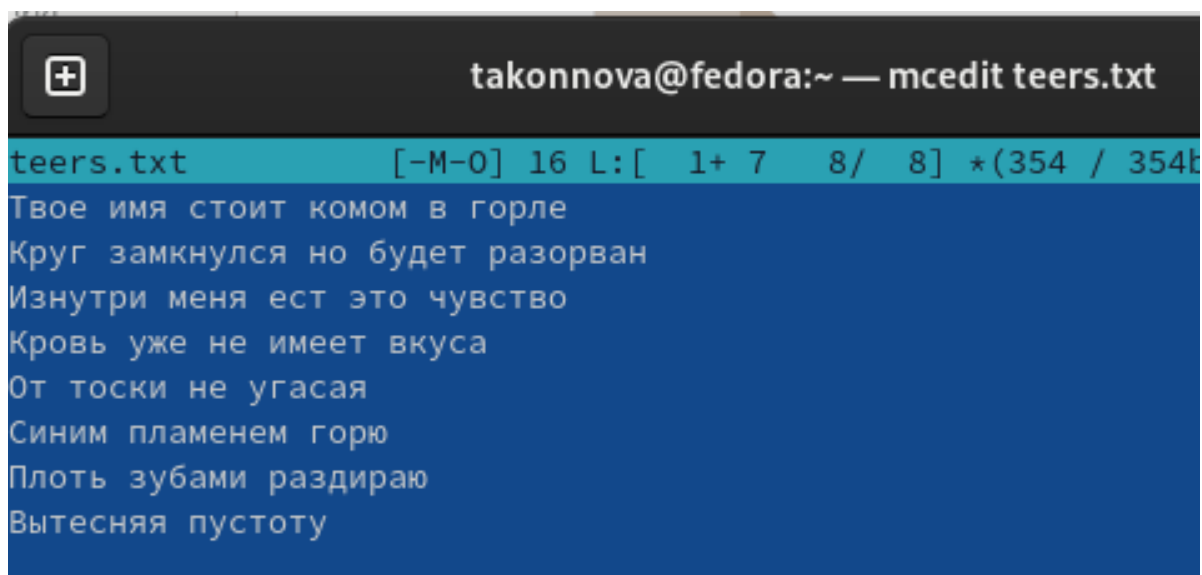 takonnova@fedora:~ — mcedit teers.txt
teers.txt [-M-O] 16 L:[ 1+ 7 8/ 8] *(354 / 354b
Твое имя стоит комом в горле
Круг замкнулся но будет разорван
Изнутри меня ест это чувство
Кровь уже не имеет вкуса
От тоски не угасая
Синим пламенем горю
Плоть зубами раздираю
Вытесняя пустоту